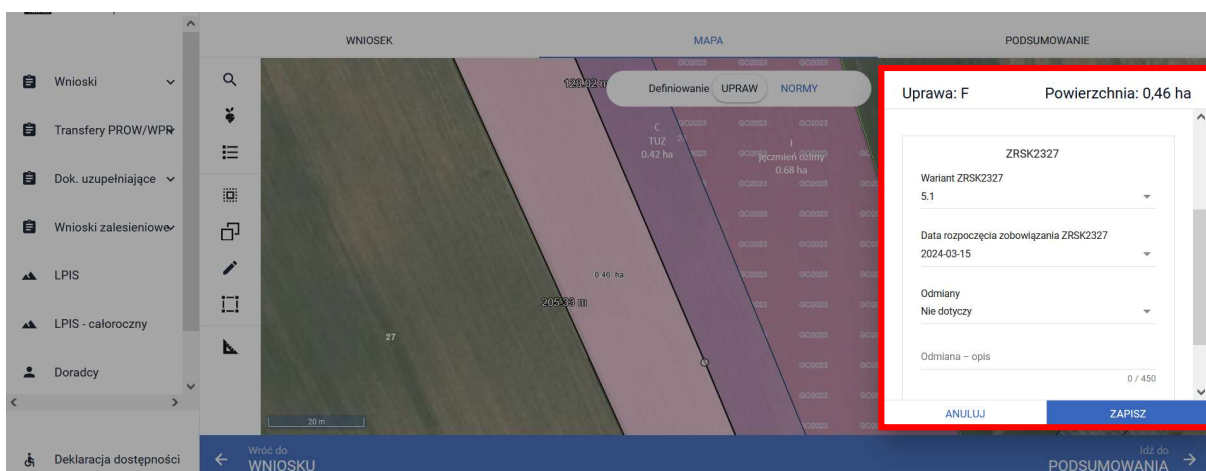 WNIOSEK
MAPA
PODSUMOWANIE
Wnioski
Transfery PROW/WPR
Dok. uzupełniające
Wnioski zalesieniowe
LPIS
LPIS - całoroczny
Doradcy
Deklaracja dostępności
Definiowanie UPRAW NORMY
GO2023 GO2023 GO2023
C
TUZ
0.42 ha
I
jęczmień ozimy
0.68 ha
0.46 ha
205.33 m
27
20 m
Uprawa: F Powierzchnia: 0,46 ha
ZRSK2327
Wariant ZRSK2327
5.1
Data rozpoczęcia zobowiązania ZRSK2327
2024-03-15
Odmiany
Nie dotyczy
Odmiana – opis
0 / 450
ANULUJ ZAPISZ
Wróć do
WNIOSKU
Idź do
PODSUMOWANIA